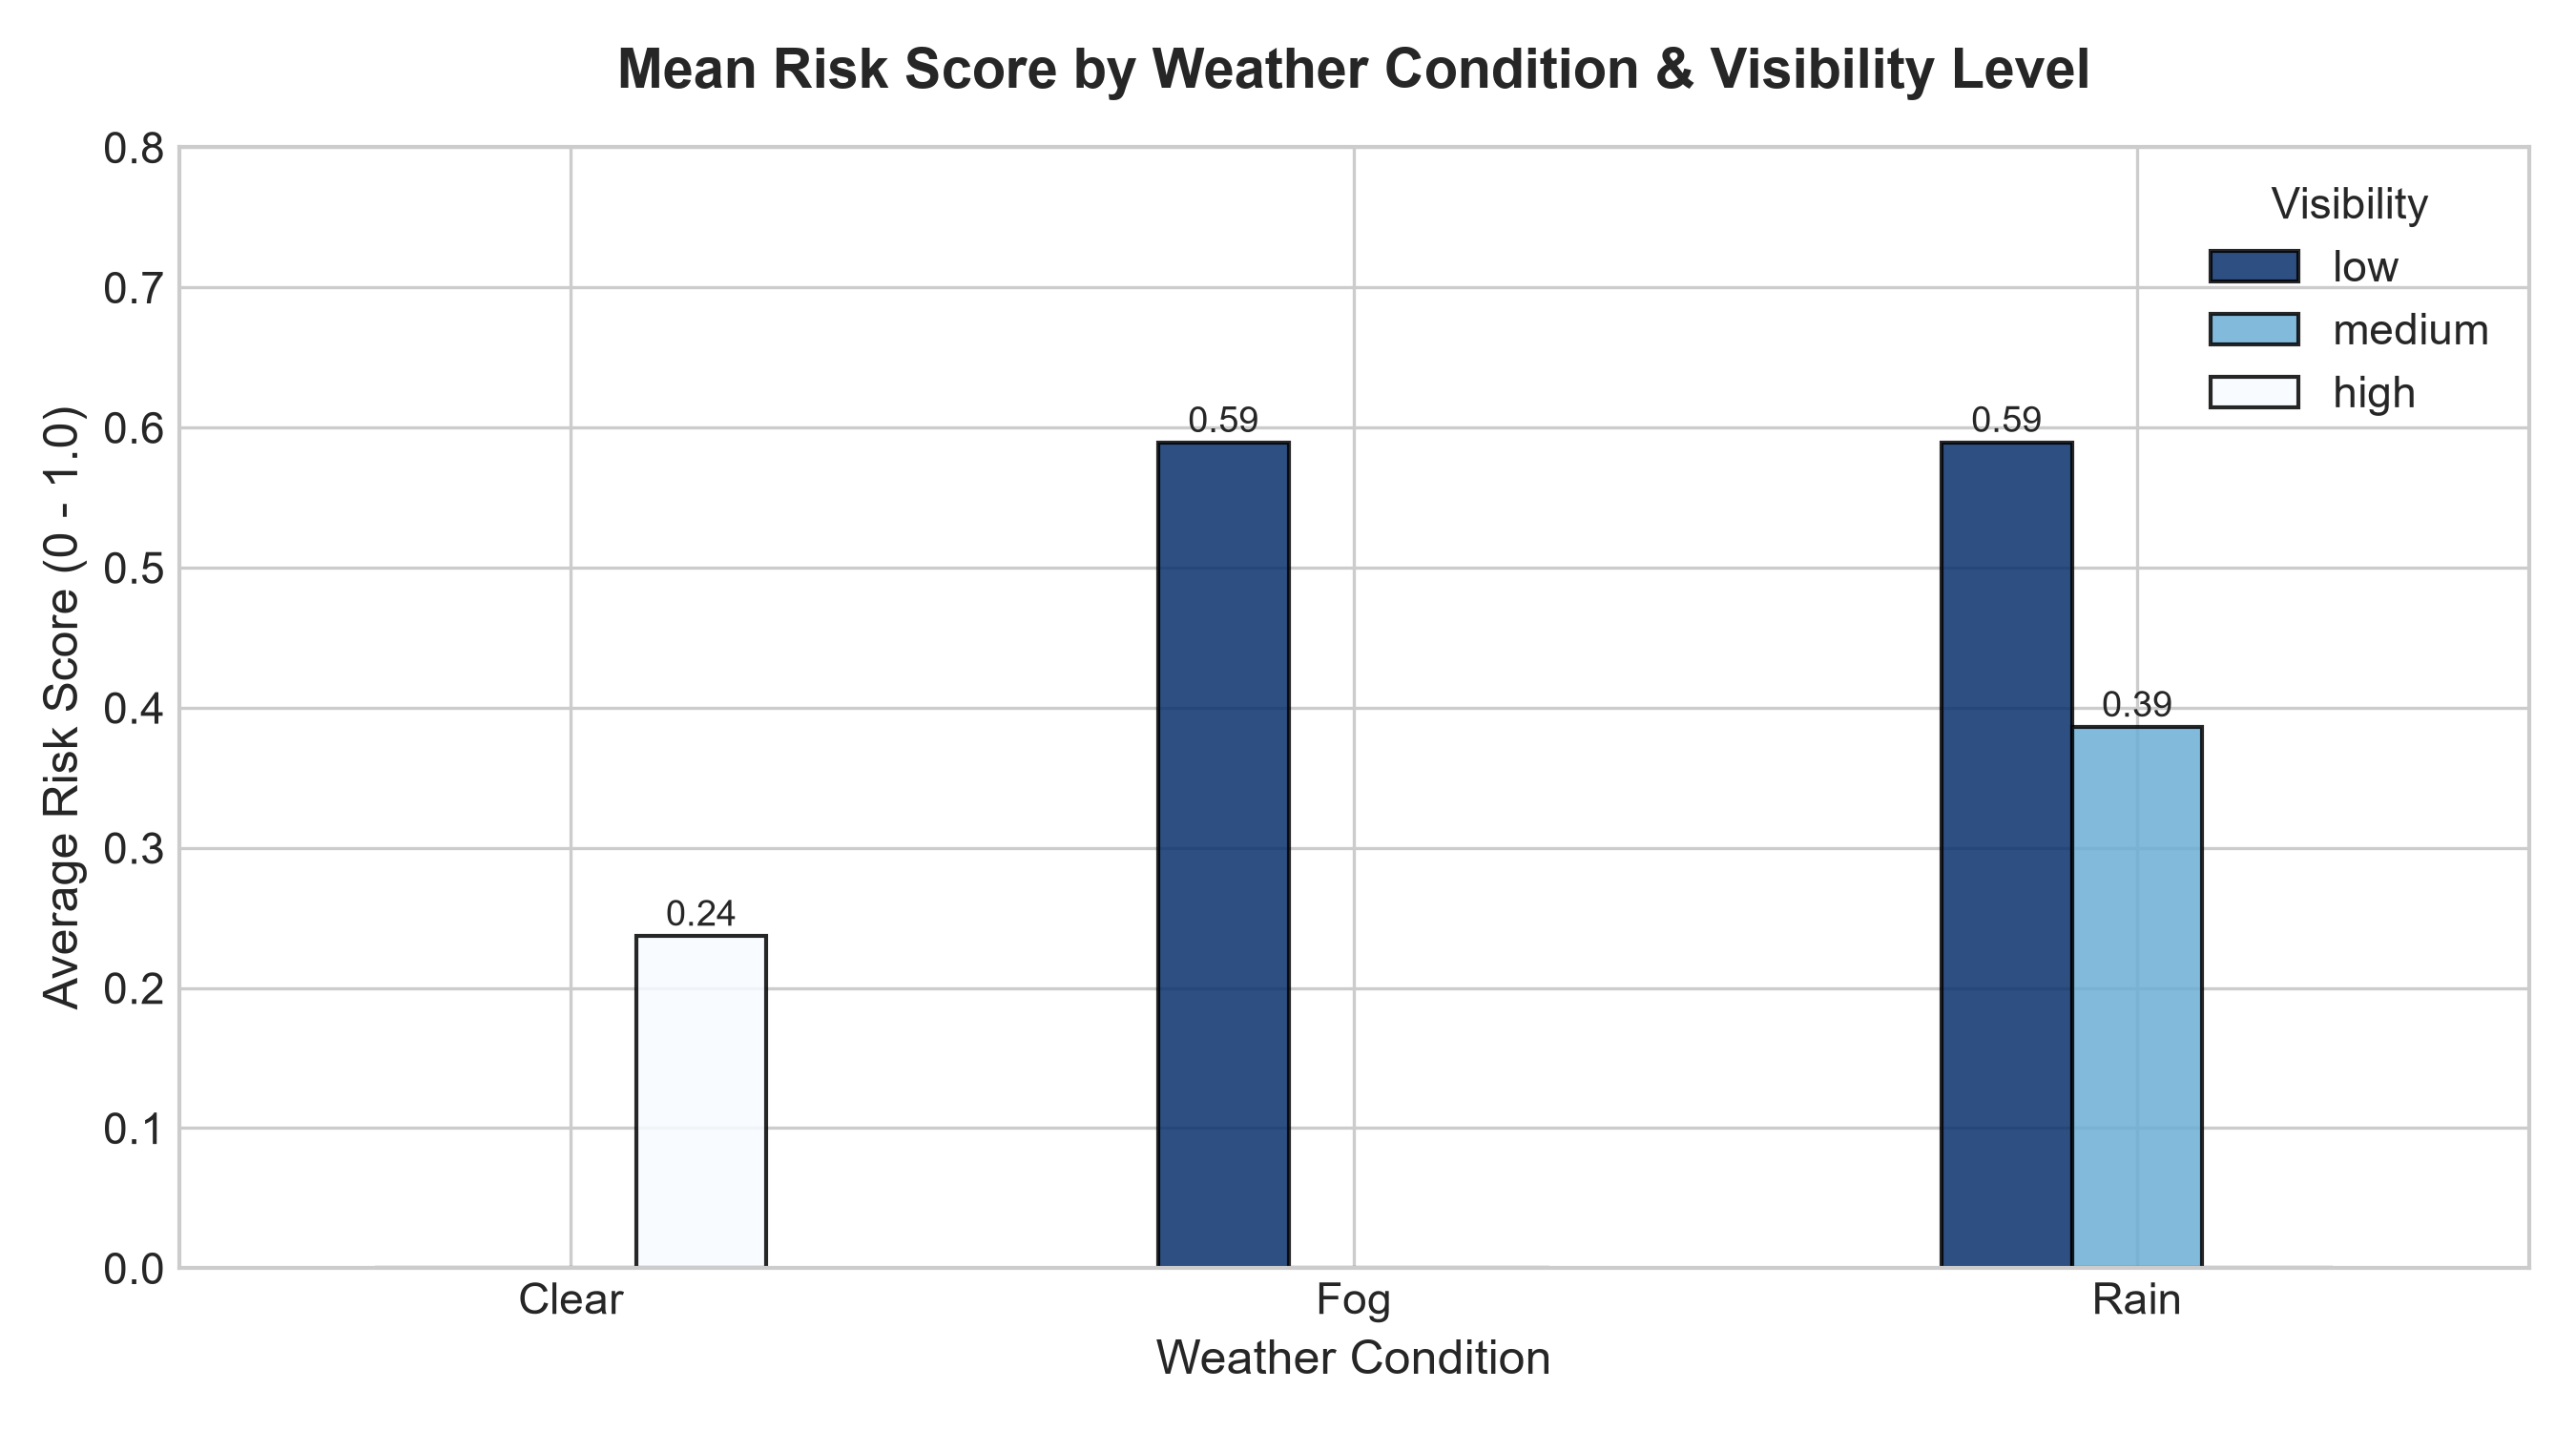 Mean Risk Score by Weather Condition & Visibility Level
Average Risk Score (0 - 1.0)
0.8
0.7
0.6
0.5
0.4
0.3
0.2
0.1
0.0
Visibility
low
medium
high
0.24
0.59
0.59
0.39
Clear
Fog
Rain
Weather Condition